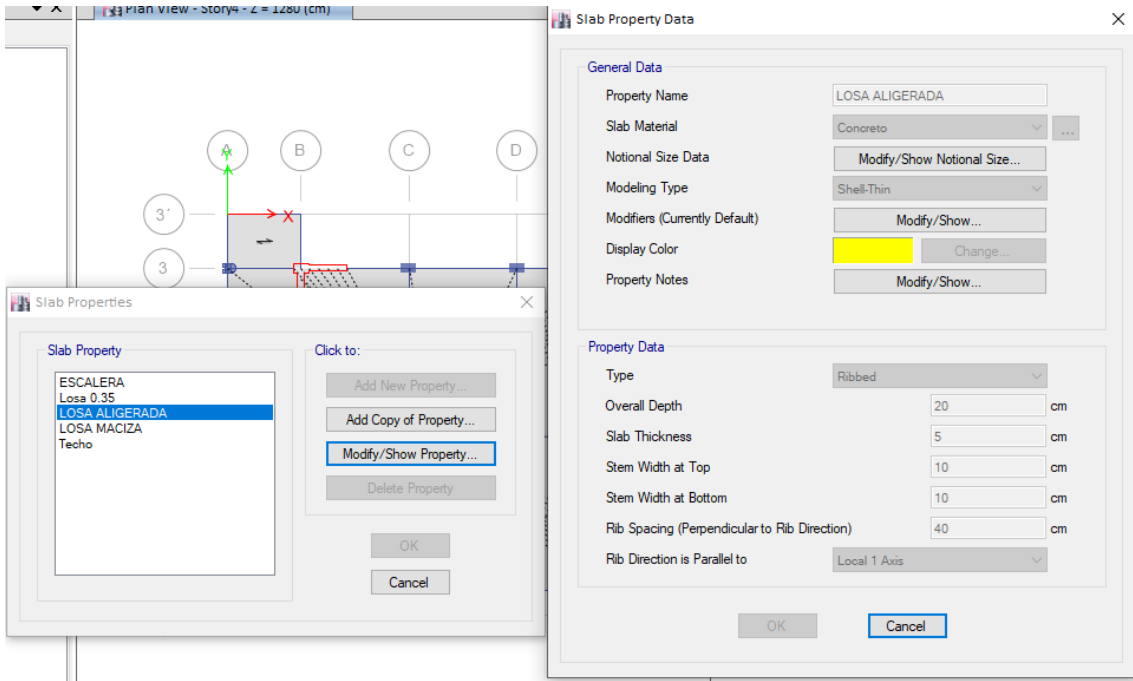 Plan View - Story4 - Z = 1280 (cm)
A
B
C
D
3´
X
3
Slab Properties
Slab Property
ESCALERA
Losa 0.35
LOSA ALIGERADA
LOSA MACIZA
Techo
Click to:
Add New Property...
Add Copy of Property...
Modify/Show Property...
Delete Property
OK
Cancel
Slab Property Data
General Data
Property Name
LOSA ALIGERADA
Slab Material
Concreto
...
Notional Size Data
Modify/Show Notional Size...
Modeling Type
Shell-Thin
Modifiers (Currently Default)
Modify/Show...
Display Color
Change...
Property Notes
Modify/Show...
Property Data
Type
Ribbed
Overall Depth
20
cm
Slab Thickness
5
cm
Stem Width at Top
10
cm
Stem Width at Bottom
10
cm
Rib Spacing (Perpendicular to Rib Direction)
40
cm
Rib Direction is Parallel to
Local 1 Axis
OK
Cancel